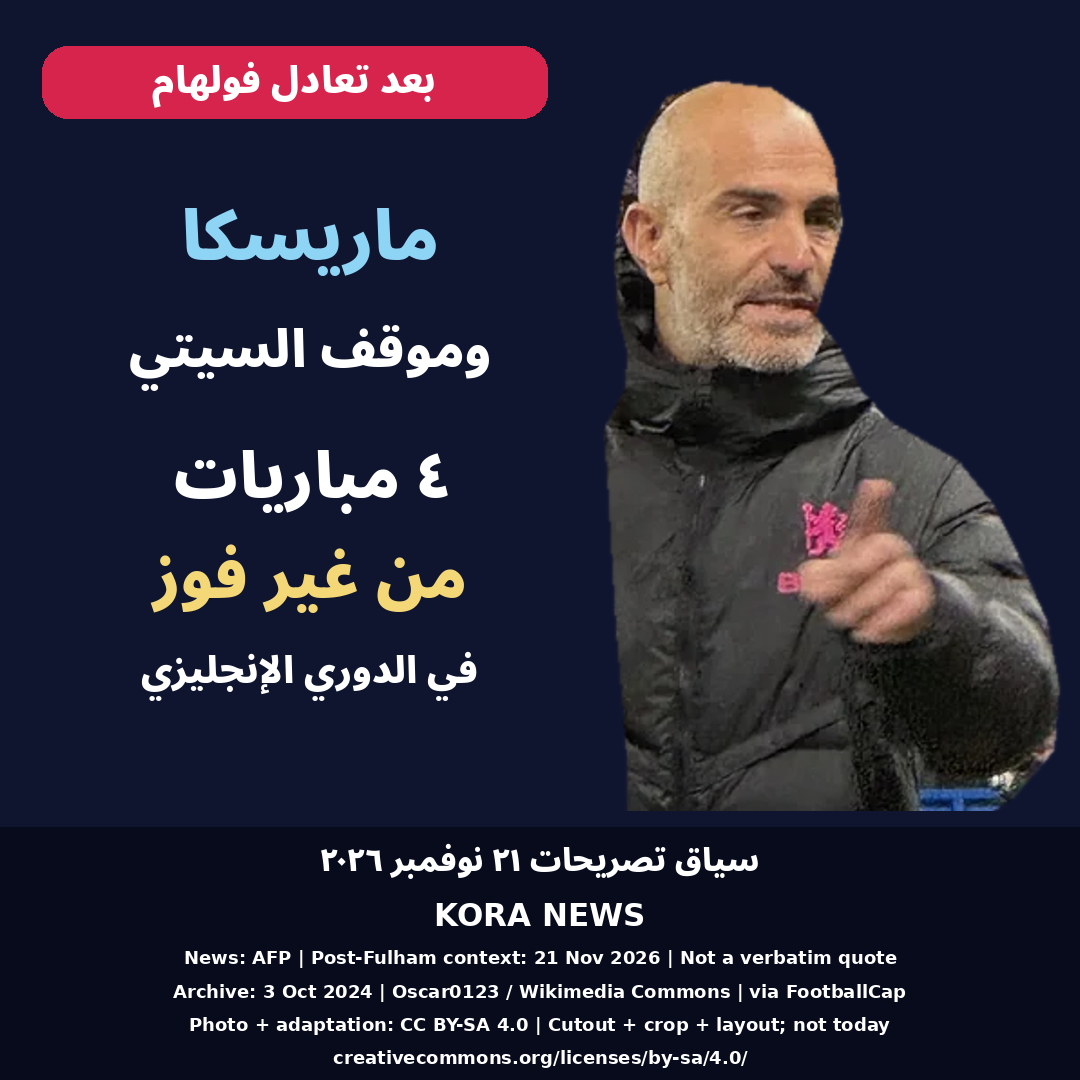 بعد تعادل فولهام
ماريسكا
وموقف السيتي
٤ مباريات
من غير فوز
في الدوري الإنجليزي
سياق تصريحات ٢١ نوفمبر ٢٠٢٦
KORA NEWS
News: AFP | Post-Fulham context: 21 Nov 2026 | Not a verbatim quote
Archive: 3 Oct 2024 | Oscar0123 / Wikimedia Commons | via FootballCap
Photo + adaptation: CC BY-SA 4.0 | Cutout + crop + layout; not today
creativecommons.org/licenses/by-sa/4.0/